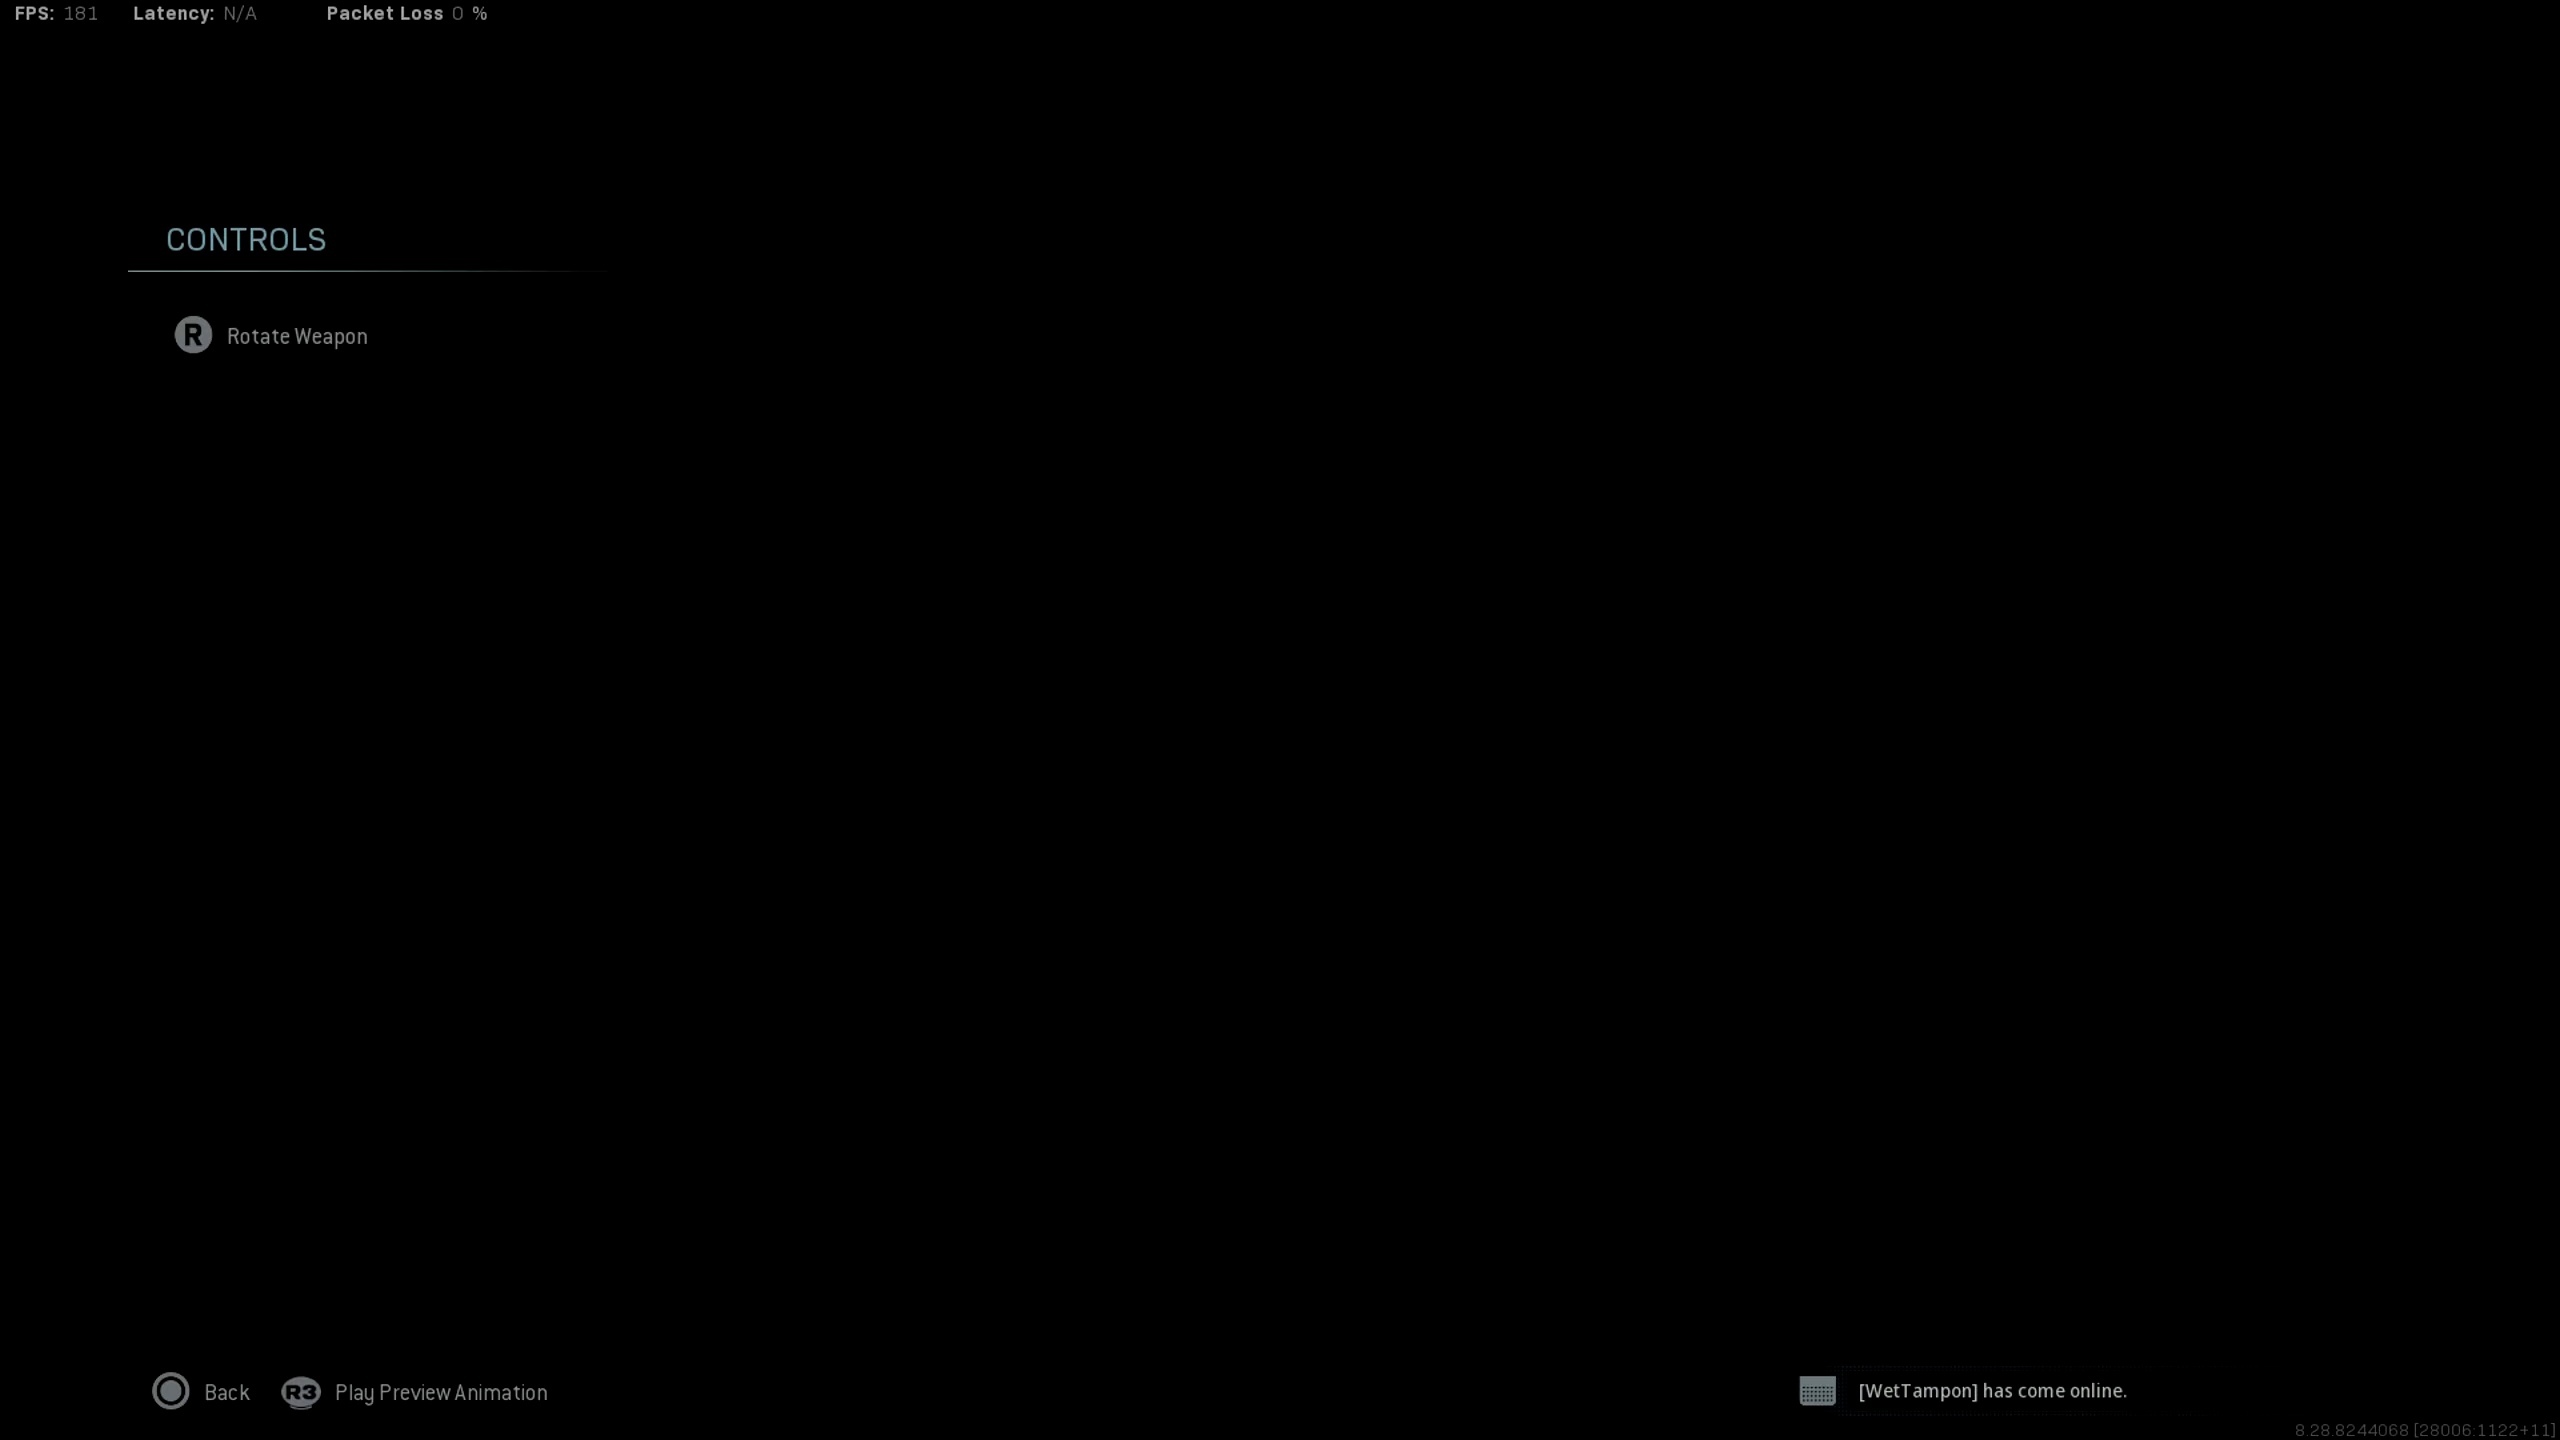 FPS: 181 Latency: N/A Packet Loss 0 %
CONTROLS
R Rotate Weapon
Back R3 Play Preview Animation
[WetTampon] has come online.
8.28.8244068 [28006:1122+11]